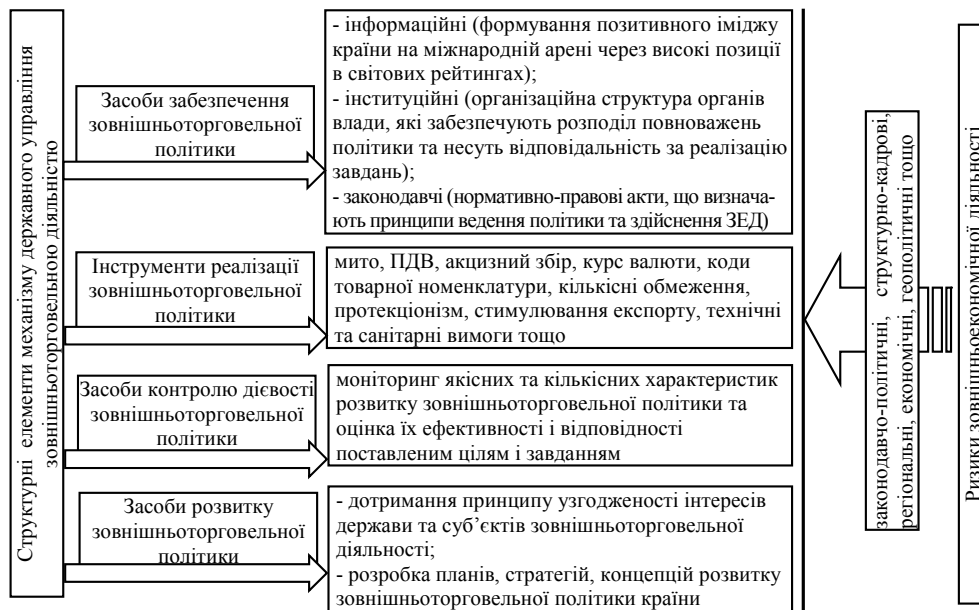 Структурні елементи механізму державного управління
зовнішньоторговельною діяльністю
Засоби забезпечення
зовнішньоторговельної
політики
- інформаційні (формування позитивного іміджу
країни на міжнародній арені через високі позиції
в світових рейтингах);
- інституційні (організаційна структура органів
влади, які забезпечують розподіл повноважень
політики та несуть відповідальність за реалізацію
завдань);
- законодавчі (нормативно-правові акти, що визнача-
ють принципи ведення політики та здійснення ЗЕД)
Інструменти реалізації
зовнішньоторговельної
політики
мито, ПДВ, акцизний збір, курс валюти, коди
товарної номенклатури, кількісні обмеження,
протекціонізм, стимулювання експорту, технічні
та санітарні вимоги тощо
Засоби контролю дієвості
зовнішньоторговельної
політики
моніторинг якісних та кількісних характеристик
розвитку зовнішньоторговельної політики та
оцінка їх ефективності і відповідності
поставленим цілям і завданням
Засоби розвитку
зовнішньоторговельної
політики
- дотримання принципу узгодженості інтересів
держави та суб’єктів зовнішньоторговельної
діяльності;
- розробка планів, стратегій, концепцій розвитку
зовнішньоторговельної політики країни
законодавчо-політичні, структурно-кадрові,
регіональні, економічні, геополітичні тощо
Ризики зовнішньоекономічної діяльності